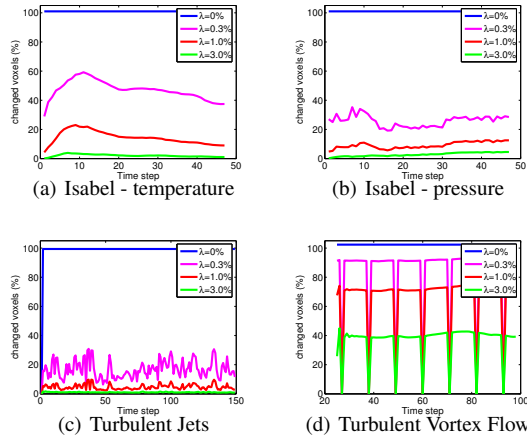 100
80
60
40
20
0
changed voxels (%)
0 10 20 30 40 50
Time step
λ=0%
λ=0.3%
λ=1.0%
λ=3.0%
(a) Isabel - temperature
100
80
60
40
20
0
changed voxels (%)
0 10 20 30 40 50
Time step
λ=0%
λ=0.3%
λ=1.0%
λ=3.0%
(b) Isabel - pressure
100
80
60
40
20
0
changed voxels (%)
0 50 100 150
Time step
λ=0%
λ=0.3%
λ=1.0%
λ=3.0%
(c) Turbulent Jets
100
80
60
40
20
0
changed voxels (%)
20 40 60 80 100
Time step
λ=0%
λ=0.3%
λ=1.0%
λ=3.0%
(d) Turbulent Vortex Flow